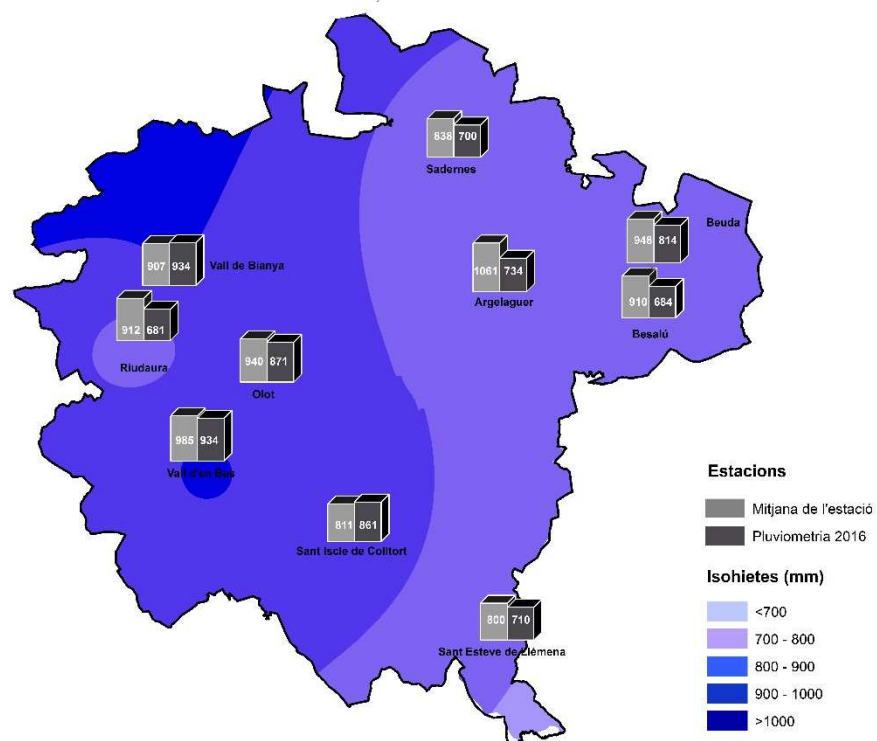 838 700
Sadernes
948 814
Beuda
907 934
Vall de Bianya
1061 734
Argelaguer
910 684
Besalú
912 681
Riudaura
940 871
Olot
985 934
Vall d'en Bas
811 861
Sant Iscle de Colltort
800 710
Sant Esteve de Llémena
Estacions
Mitjana de l'estació
Pluviometria 2016
Isohietes (mm)
<700
700 - 800
800 - 900
900 - 1000
>1000